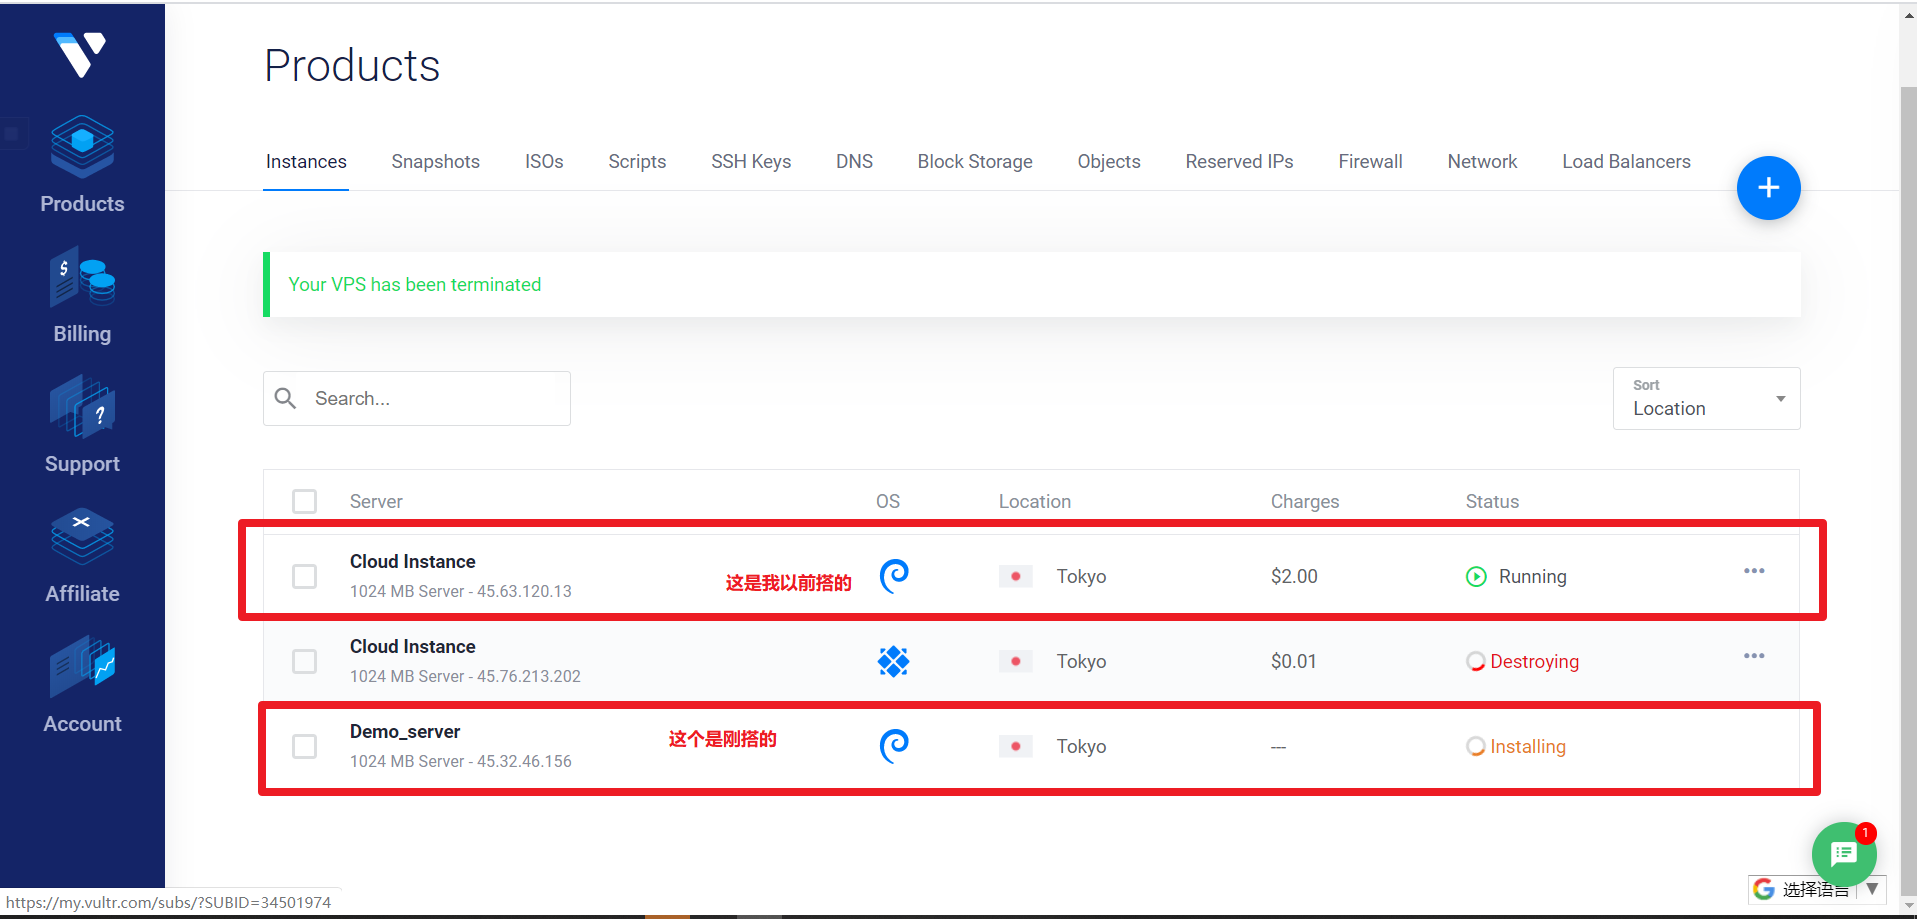 Products
Products
Billing
Support
Affiliate
Account
Instances Snapshots ISOs Scripts SSH Keys DNS Block Storage Objects Reserved IPs Firewall Network Load Balancers
+
Your VPS has been terminated
Search...
Sort
Location
Server OS Location Charges Status
Cloud Instance
1024 MB Server - 45.63.120.13
这是我以前搭的
Tokyo $2.00 Running
Cloud Instance
1024 MB Server - 45.76.213.202
Tokyo $0.01 Destroying
Demo_server
1024 MB Server - 45.32.46.156
这个是刚搭的
Tokyo --- Installing
1
选择语言
https://my.vultr.com/subs/?SUBID=34501974